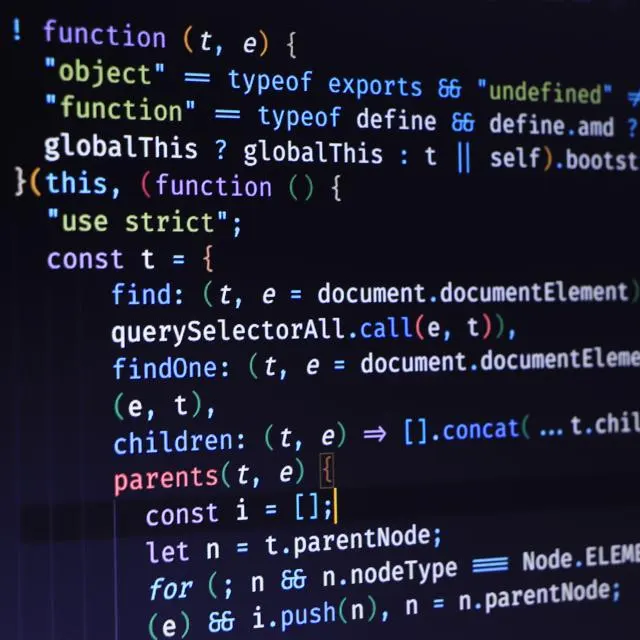 ! function (t, e) {
"object" == typeof exports && "undefined" ≠
"function" == typeof define && define.amd ?
globalThis ? globalThis : t || self).bootst
}(this, (function () {
"use strict";
const t = {
find: (t, e = document.documentElement)
querySelectorAll.call(e, t)),
findOne: (t, e = document.documentEleme
(e, t),
children: (t, e) => [].concat(...t.chil
parents(t, e) {
const i = [];
let n = t.parentNode;
for (; n && n.nodeType === Node.ELEME
(e) && i.push(n), n = n.parentNode;